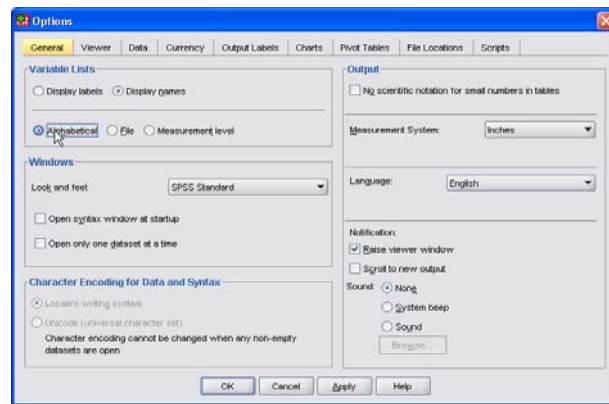 Options
General Viewer Data Currency Output Labels Charts Pivot Tables File Locations Scripts
Variable Lists
Display labels Display names
Alphabetical File Measurement level
Windows
Look and feel: SPSS Standard
Open syntax window at startup
Open only one dataset at a time
Character Encoding for Data and Syntax
Locale's writing system
Unicode (universal character set)
Character encoding cannot be changed when any non-empty
datasets are open
Output
No scientific notation for small numbers in tables
Measurement System: Inches
Language: English
Notification:
Raise viewer window
Scroll to new output
Sound: None
System beep
Sound
Browse...
OK Cancel Apply Help